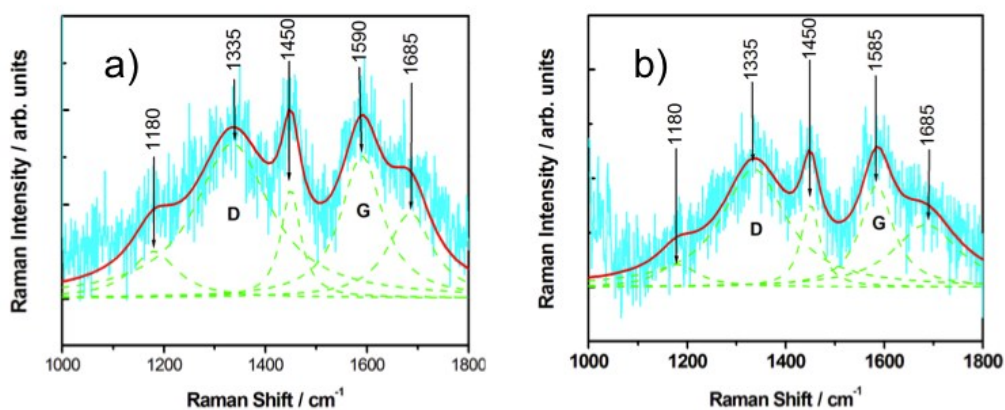 a)
1180
1335
1450
1590
1685
D
G
Raman Intensity / arb. units
1000
1200
1400
1600
1800
Raman Shift / cm-1
b)
1180
1335
1450
1585
1685
D
G
Raman Intensity / arb. units
1000
1200
1400
1600
1800
Raman Shift / cm-1